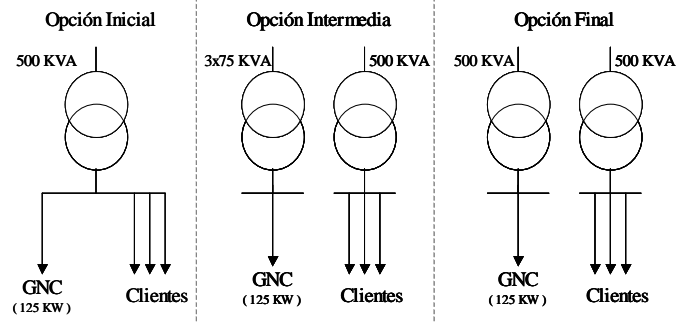 Opción Inicial
500 KVA
GNC
( 125 KW )
Clientes
Opción Intermedia
3x75 KVA
500 KVA
GNC
( 125 KW )
Clientes
Opción Final
500 KVA
500 KVA
GNC
( 125 KW )
Clientes